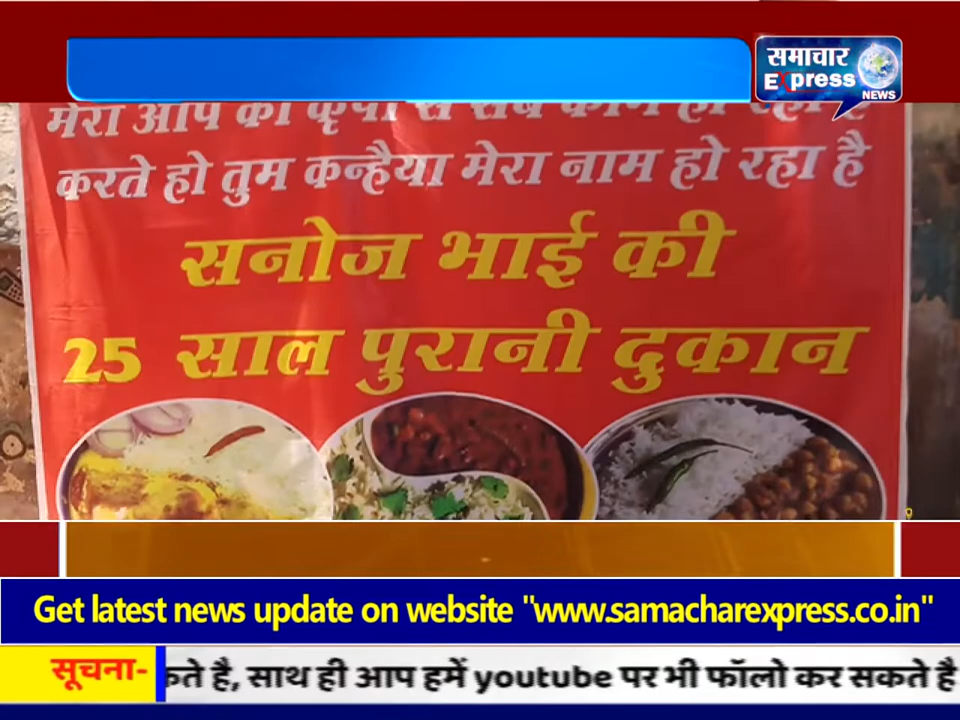 समाचार
Express
NEWS
मेरा आप की कृपा से सब काम हो रहा है
करते हो तुम कन्हैया मेरा नाम हो रहा है
सनोज भाई की
25 साल पुरानी दुकान
Get latest news update on website "www.samacharexpress.co.in"
सूचना- कते है, साथ ही आप हमें youtube पर भी फॉलो कर सकते है